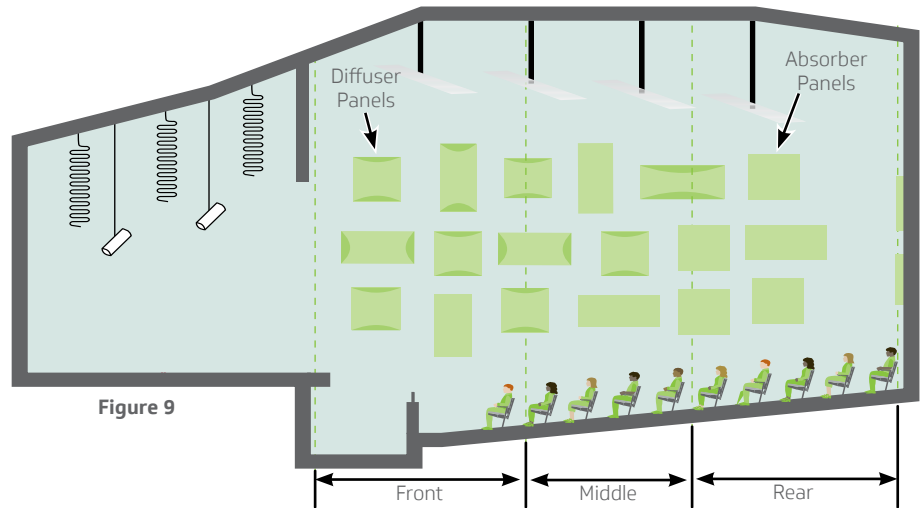 Diffuser
Panels
Absorber
Panels
Figure 9
Front
Middle
Rear